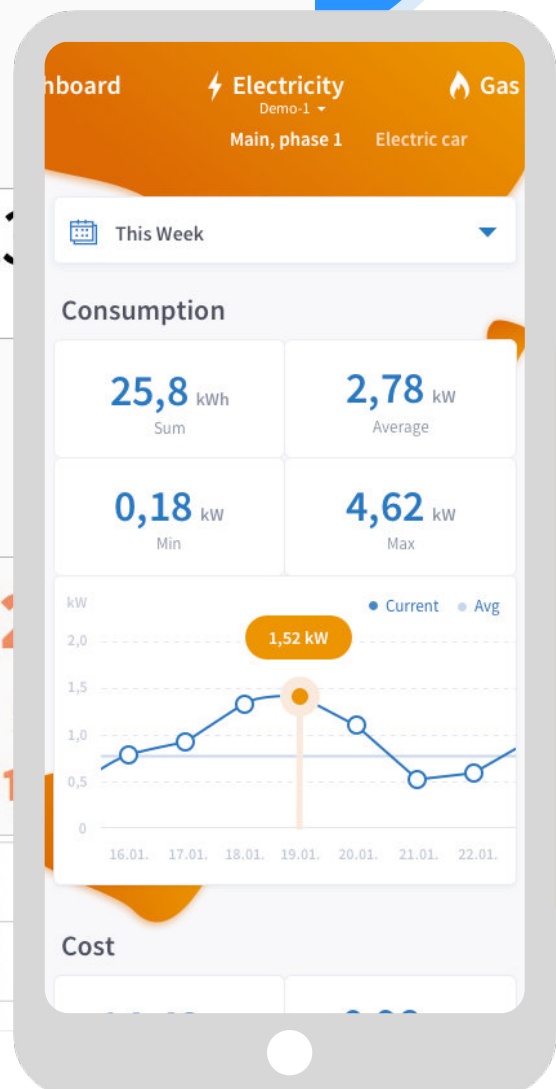 Electricity
Gas
Demo-1
Main, phase 1 Electric car
This Week
Consumption
25,8 kWh
Sum
2,78 kW
Average
0,18 kW
Min
4,62 kW
Max
kW
Current Avg
1,52 kW
2,0
1,5
1,0
0,5
0
16.01. 17.01. 18.01. 19.01. 20.01. 21.01. 22.01.
Cost